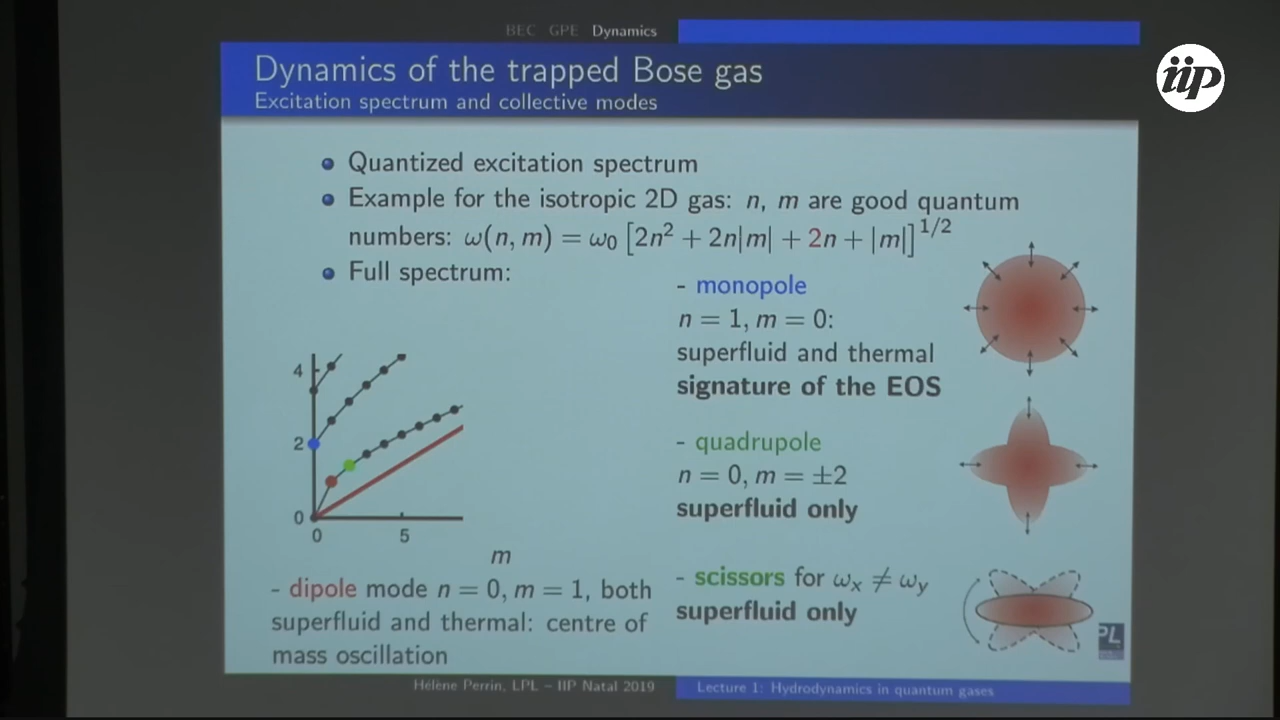 BEC GPE Dynamics
iip
Dynamics of the trapped Bose gas
Excitation spectrum and collective modes
Quantized excitation spectrum
Example for the isotropic 2D gas: n, m are good quantum
numbers: ω(n, m) = ω₀ [2n² + 2n|m| + 2n + |m|]^1/2
Full spectrum:
- monopole
n = 1, m = 0:
superfluid and thermal
signature of the EOS
4
2
0
0 5
m
- quadrupole
n = 0, m = ±2
superfluid only
- dipole mode n = 0, m = 1, both
superfluid and thermal: centre of
mass oscillation
- scissors for ωx ≠ ωy
superfluid only
PL
Hélène Perrin, LPL – IIP Natal 2019
Lecture 1: Hydrodynamics in quantum gases